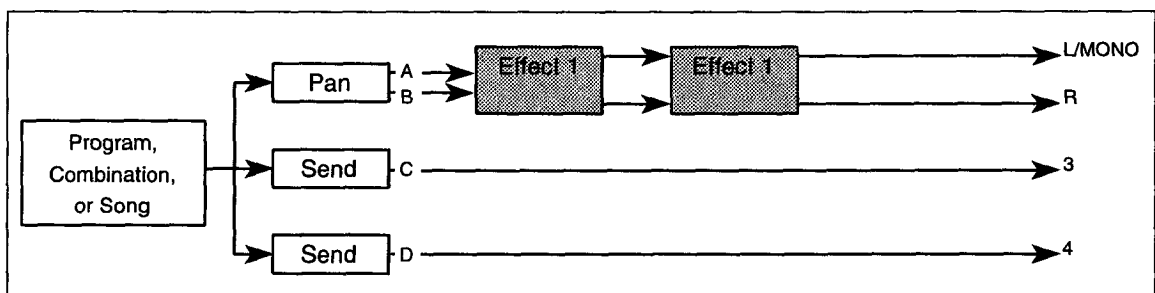 Program,
Combination,
or Song
Pan
A
B
Effect 1
Effect 1
L/MONO
R
Send
C
3
Send
D
4